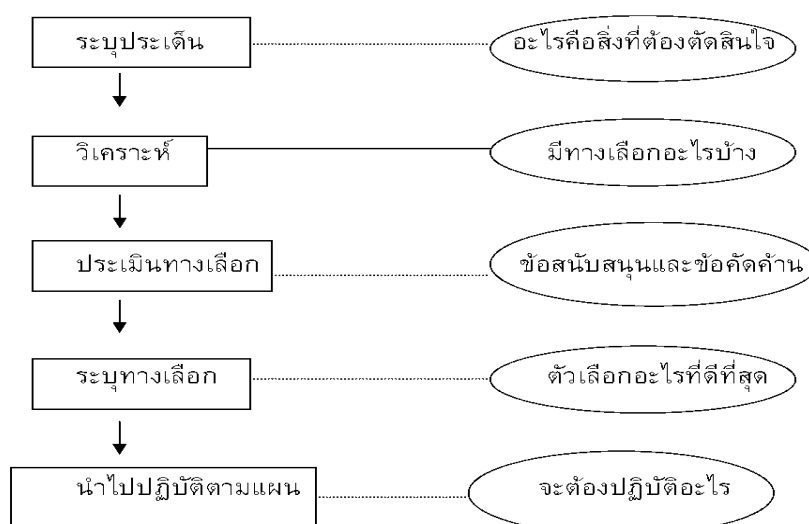 ระบุประเด็น
อะไรคือสิ่งที่ต้องตัดสินใจ
วิเคราะห์
มีทางเลือกอะไรบ้าง
ประเมินทางเลือก
ข้อสนับสนุนและข้อคัดค้าน
ระบุทางเลือก
ตัวเลือกอะไรที่ดีที่สุด
นำไปปฏิบัติตามแผน
จะต้องปฏิบัติอะไร